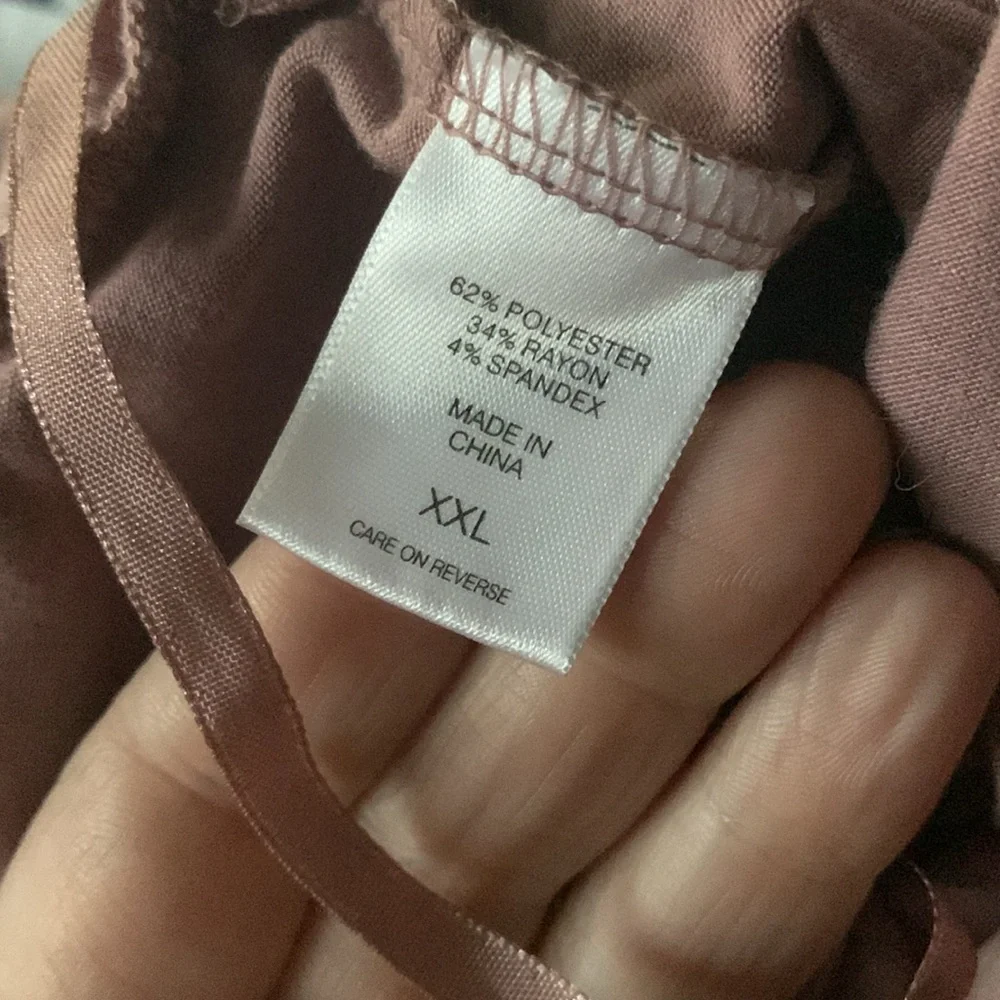 62% POLYESTER
34% RAYON
4% SPANDEX
MADE IN
CHINA
XXL
CARE ON REVERSE